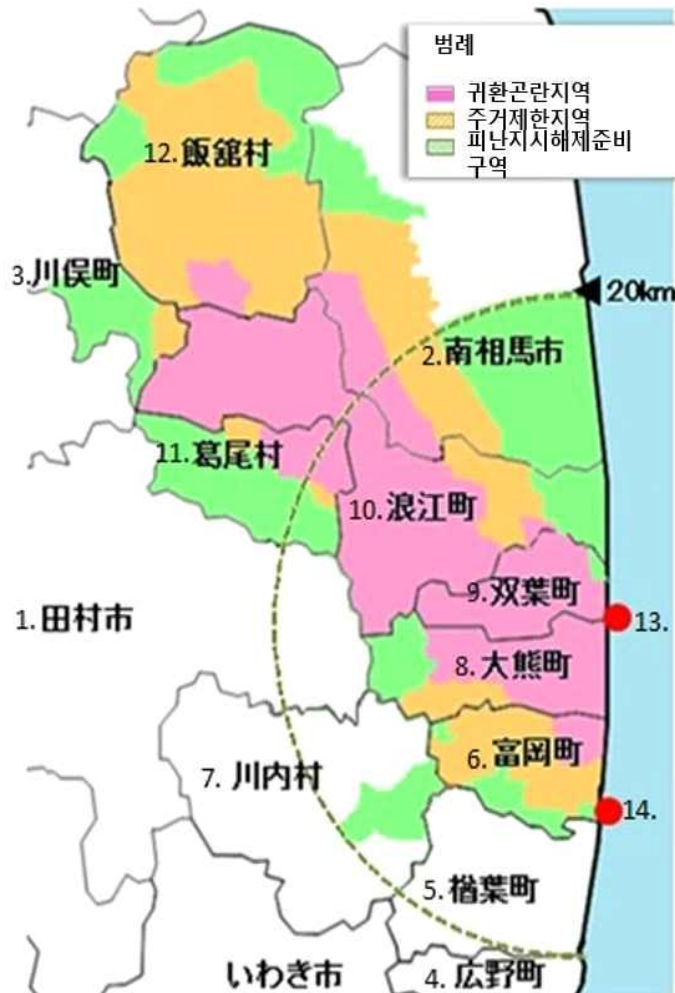 범례
귀환곤란지역
주거제한지역
피난지시해제준비
구역
12. 飯舘村
3. 川俣町
20km
2. 南相馬市
11. 葛尾村
10. 浪江町
9. 双葉町
1. 田村市
13.
8. 大熊町
6. 富岡町
7. 川内村
14.
5. 楢葉町
いわき市
4. 広野町